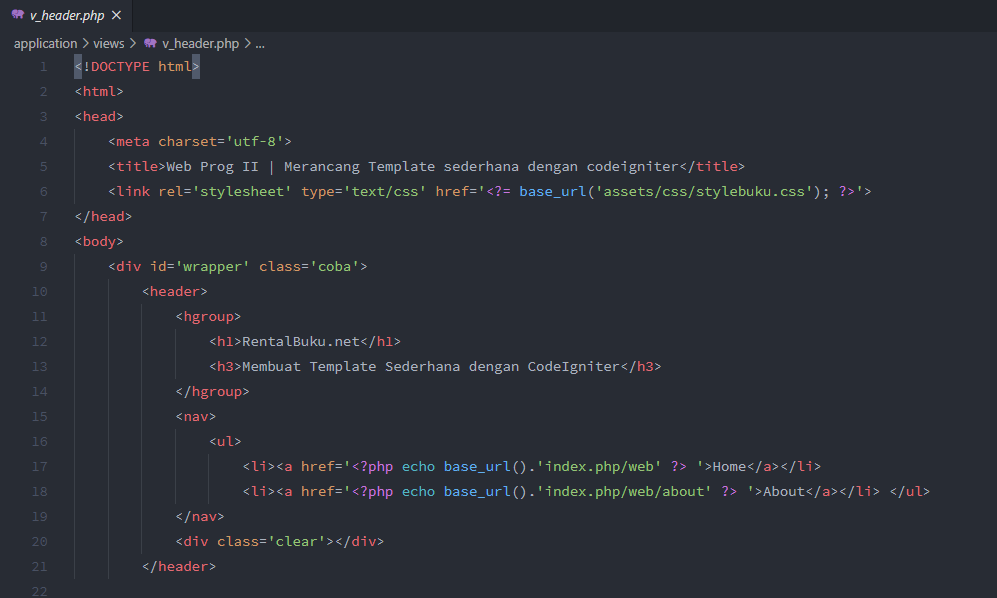 v_header.php ×
application > views > v_header.php > ...
1 <!DOCTYPE html>
2 <html>
3 <head>
4     <meta charset='utf-8'>
5     <title>Web Prog II | Merancang Template sederhana dengan codeigniter</title>
6     <link rel='stylesheet' type='text/css' href='<?= base_url('assets/css/stylebuku.css'); ?>'>
7 </head>
8 <body>
9     <div id='wrapper' class='coba'>
10         <header>
11             <hgroup>
12                 <h1>RentalBuku.net</h1>
13                 <h3>Membuat Template Sederhana dengan CodeIgniter</h3>
14             </hgroup>
15             <nav>
16                 <ul>
17                     <li><a href='<?php echo base_url().'index.php/web' ?> '>Home</a></li>
18                     <li><a href='<?php echo base_url().'index.php/web/about' ?> '>About</a></li> </ul>
19             </nav>
20             <div class='clear'></div>
21         </header>
22